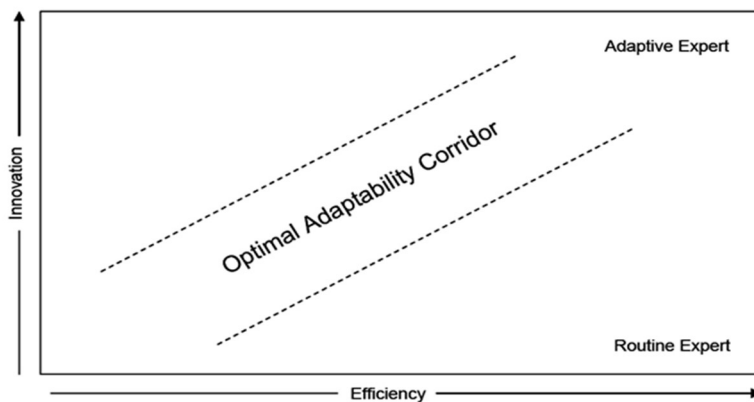 Adaptive Expert
Innovation
Optimal Adaptability Corridor
Routine Expert
Efficiency